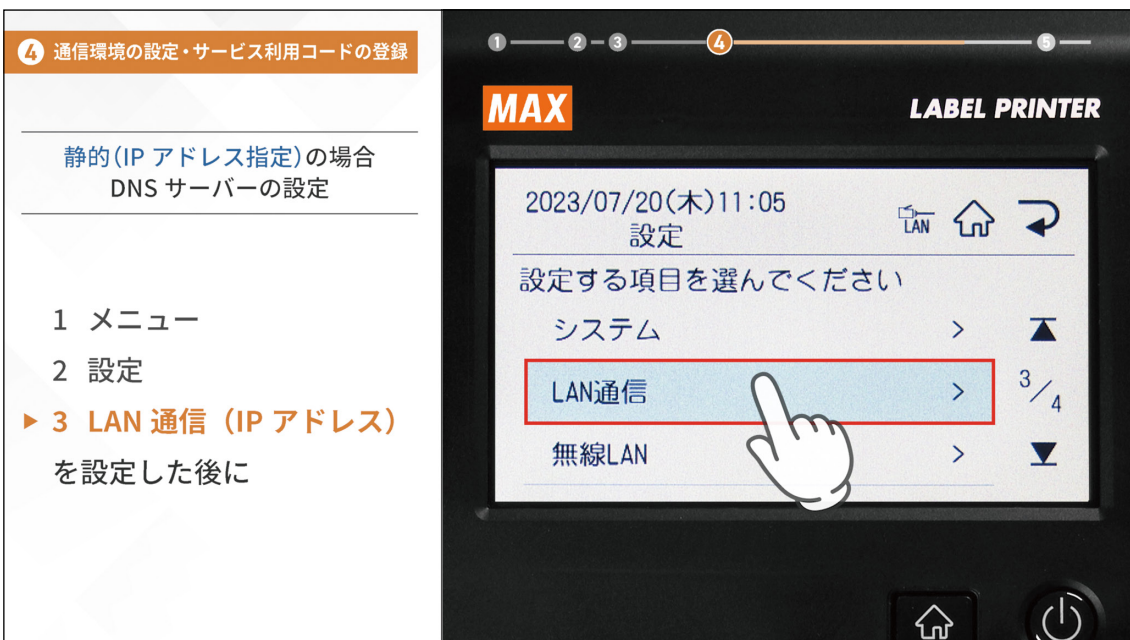 4 通信環境の設定・サービス利用コードの登録
静的(IP アドレス指定)の場合
DNS サーバーの設定
1 メニュー
2 設定
▶ 3 LAN 通信（IP アドレス）
を設定した後に
1 2 3 4 5
MAX
LABEL PRINTER
2023/07/20(木)11:05
設定
LAN
設定する項目を選んでください
システム >
LAN通信 >
3/4
無線LAN >